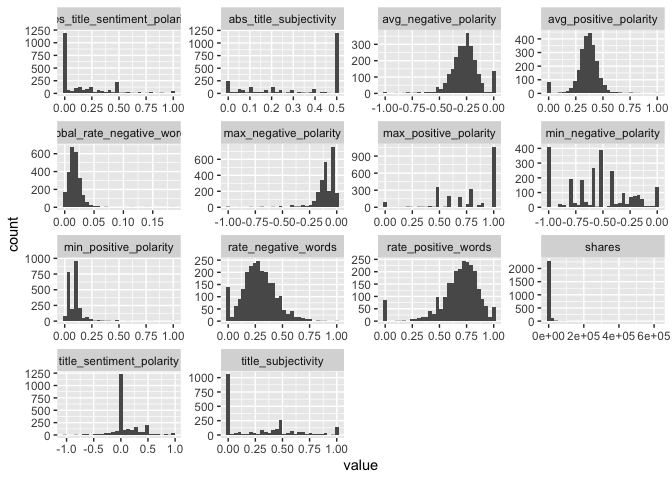 bs_title_sentiment_polari
abs_title_subjectivity
avg_negative_polarity
avg_positive_polarity
1250
1000
750
500
250
0
0.00 0.25 0.50 0.75 1.00
1250
1000
750
500
250
0
0.0 0.1 0.2 0.3 0.4 0.5
300
200
100
0
-1.00-0.75-0.50-0.25 0.00
400
300
200
100
0
0.00 0.25 0.50 0.75 1.00
obal_rate_negative_word
max_negative_polarity
max_positive_polarity
min_negative_polarity
600
400
200
0
0.00 0.05 0.10 0.15
600
400
200
0
-1.00-0.75-0.50-0.25 0.00
900
600
300
0
0.00 0.25 0.50 0.75 1.00
400
300
200
100
0
-1.00-0.75-0.50-0.25 0.00
count
min_positive_polarity
rate_negative_words
rate_positive_words
shares
1000
750
500
250
0
0.00 0.25 0.50 0.75 1.00
250
200
150
100
50
0
0.00 0.25 0.50 0.75 1.00
250
200
150
100
50
0
0.00 0.25 0.50 0.75 1.00
2000
1500
1000
500
0
0e+00 2e+05 4e+05 6e+05
title_sentiment_polarity
title_subjectivity
1250
1000
750
500
250
0
-1.0 -0.5 0.0 0.5 1.0
1000
750
500
250
0
0.00 0.25 0.50 0.75 1.00
value